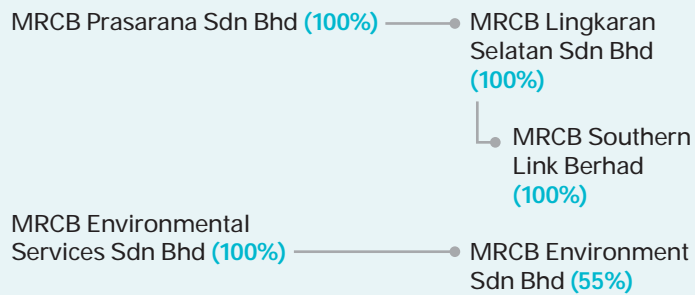 MRCB Prasarana Sdn Bhd (100%)
MRCB Lingkaran
Selatan Sdn Bhd
(100%)
MRCB Southern
Link Berhad
(100%)
MRCB Environmental
Services Sdn Bhd (100%)
MRCB Environment
Sdn Bhd (55%)